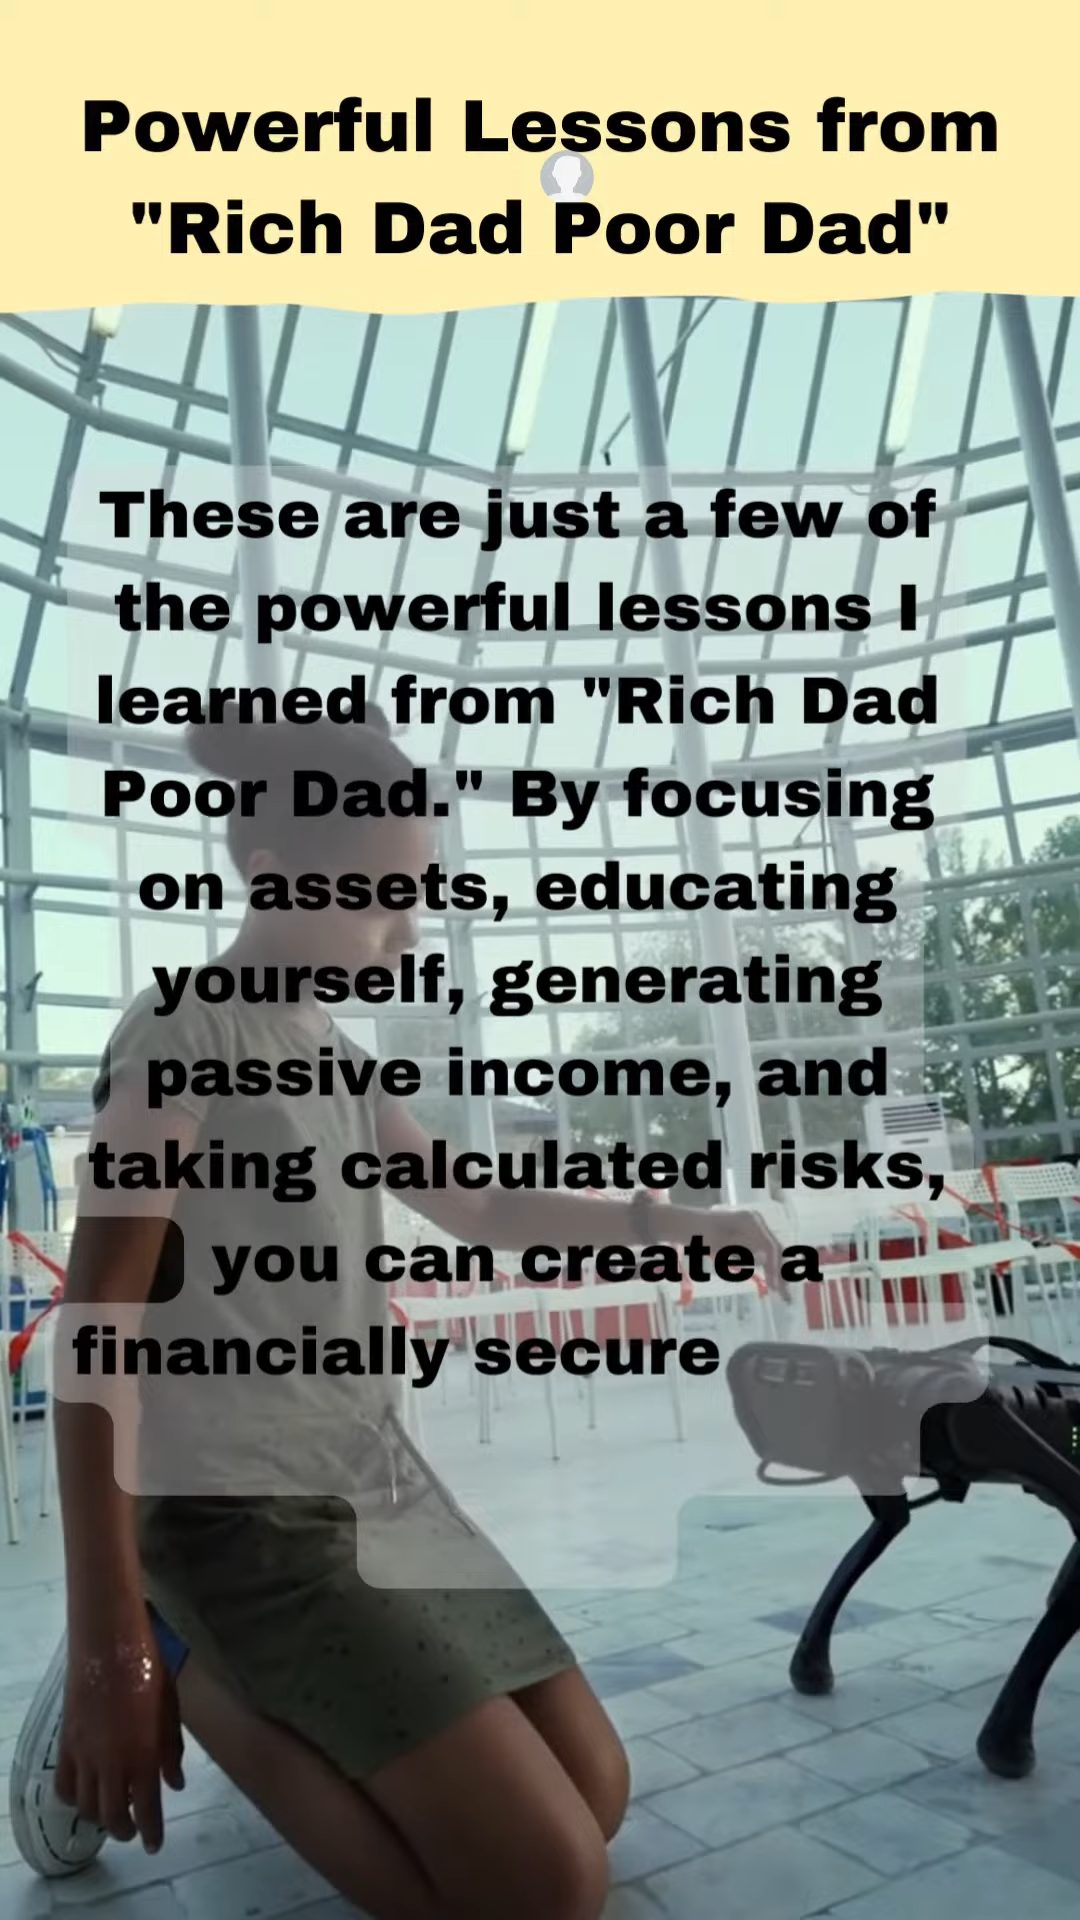 Powerful Lessons from
"Rich Dad Poor Dad"
These are just a few of
the powerful lessons I
learned from "Rich Dad
Poor Dad." By focusing
on assets, educating
yourself, generating
passive income, and
taking calculated risks,
you can create a
financially secure